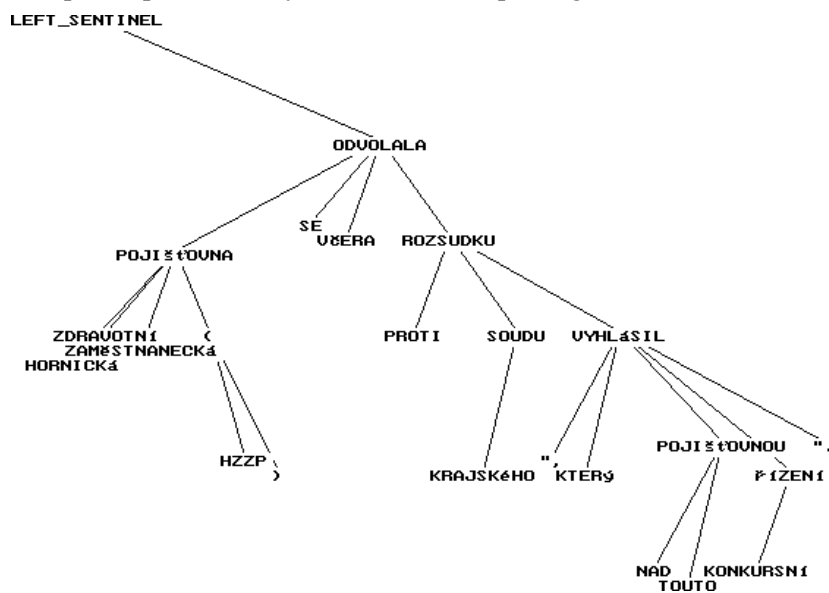 LEFT_SENTINEL
ODVOLALA
SE
VčERA
ROZSUDKU
POJIšťOVNA
ZDRAVOTNí
(
PROTI
SOUDU
VYHLáSIL
ZAMěSTNANECKá
HORNICKá
POJIšťOVNOU
".
HZZP
)
KRAJSKéHO
",
KTERý
řÍZENí
NAD
KONKURSNí
TOUTO